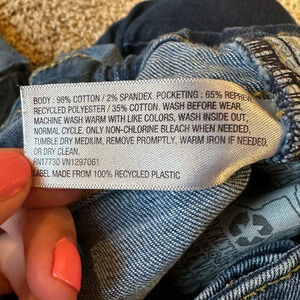 BODY : 98% COTTON / 2% SPANDEX. POCKETING : 65% REPREVE
RECYCLED POLYESTER / 35% COTTON. WASH BEFORE WEAR,
MACHINE WASH WARM WITH LIKE COLORS, WASH INSIDE OUT,
NORMAL CYCLE. ONLY NON-CHLORINE BLEACH WHEN NEEDED,
TUMBLE DRY MEDIUM, REMOVE PROMPTLY, WARM IRON IF NEEDED,
OR DRY CLEAN.
RN17730 VN1297061
LABEL MADE FROM 100% RECYCLED PLASTIC